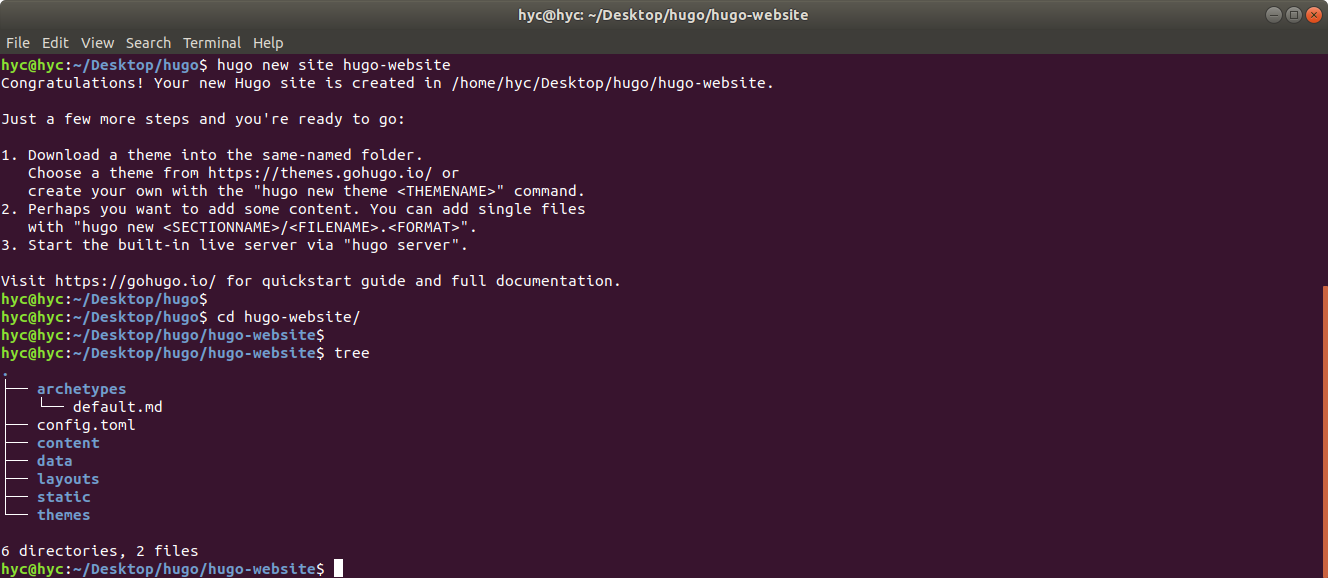 hyc@hyc: ~/Desktop/hugo/hugo-website
File Edit View Search Terminal Help
hyc@hyc:~/Desktop/hugo$ hugo new site hugo-website
Congratulations! Your new Hugo site is created in /home/hyc/Desktop/hugo/hugo-website.
Just a few more steps and you're ready to go:
1. Download a theme into the same-named folder.
   Choose a theme from https://themes.gohugo.io/ or
   create your own with the "hugo new theme <THEMENAME>" command.
2. Perhaps you want to add some content. You can add single files
   with "hugo new <SECTIONNAME>/<FILENAME>.<FORMAT>".
3. Start the built-in live server via "hugo server".
Visit https://gohugo.io/ for quickstart guide and full documentation.
hyc@hyc:~/Desktop/hugo$
hyc@hyc:~/Desktop/hugo$ cd hugo-website/
hyc@hyc:~/Desktop/hugo/hugo-website$
hyc@hyc:~/Desktop/hugo/hugo-website$ tree
.
├── archetypes
│   └── default.md
├── config.toml
├── content
├── data
├── layouts
├── static
└── themes
6 directories, 2 files
hyc@hyc:~/Desktop/hugo/hugo-website$